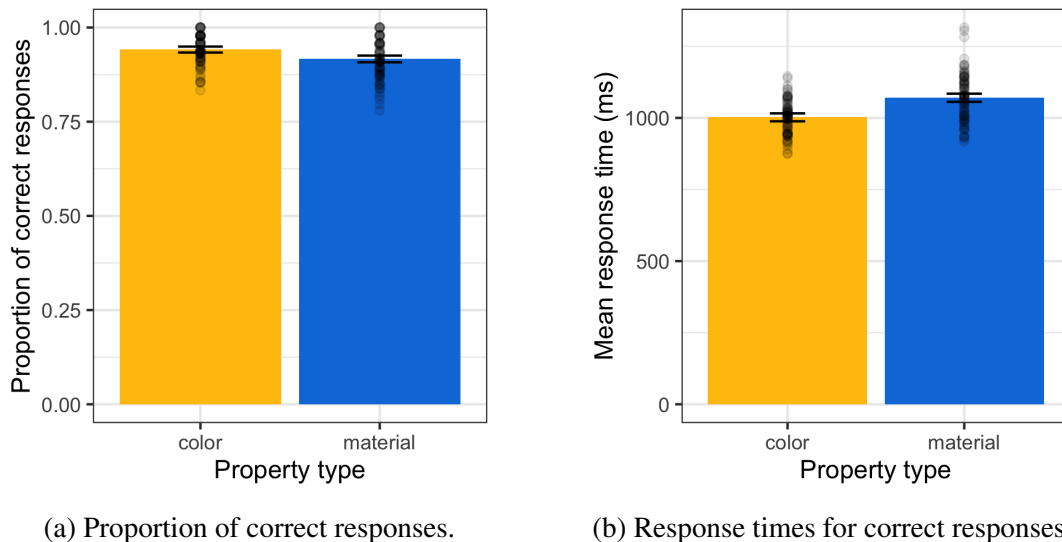 Proportion of correct responses
1.00
0.75
0.50
0.25
0.00
color
material
Property type
(a) Proportion of correct responses.
Mean response time (ms)
1000
500
0
color
material
Property type
(b) Response times for correct responses